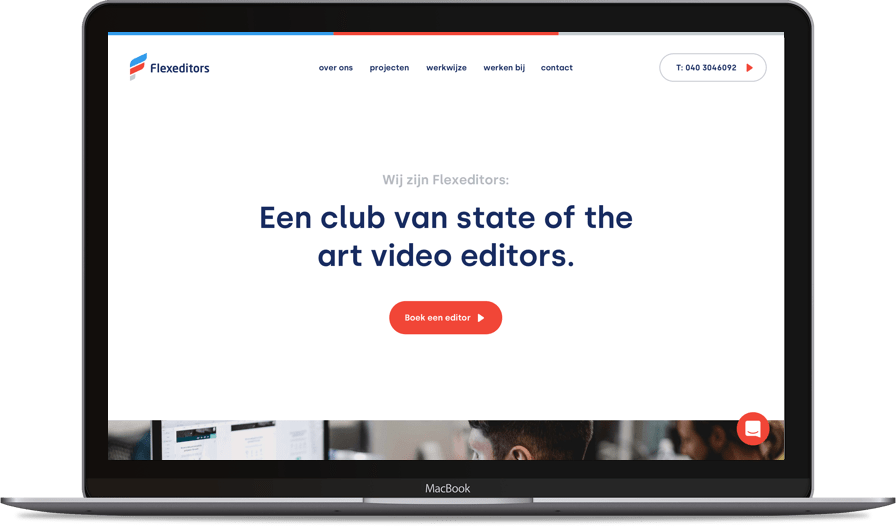 Flexeditors
over ons
projecten
werkwijze
werken bij
contact
T: 040 3046092
Wij zijn Flexeditors:
Een club van state of the
art video editors.
Boek een editor
MacBook